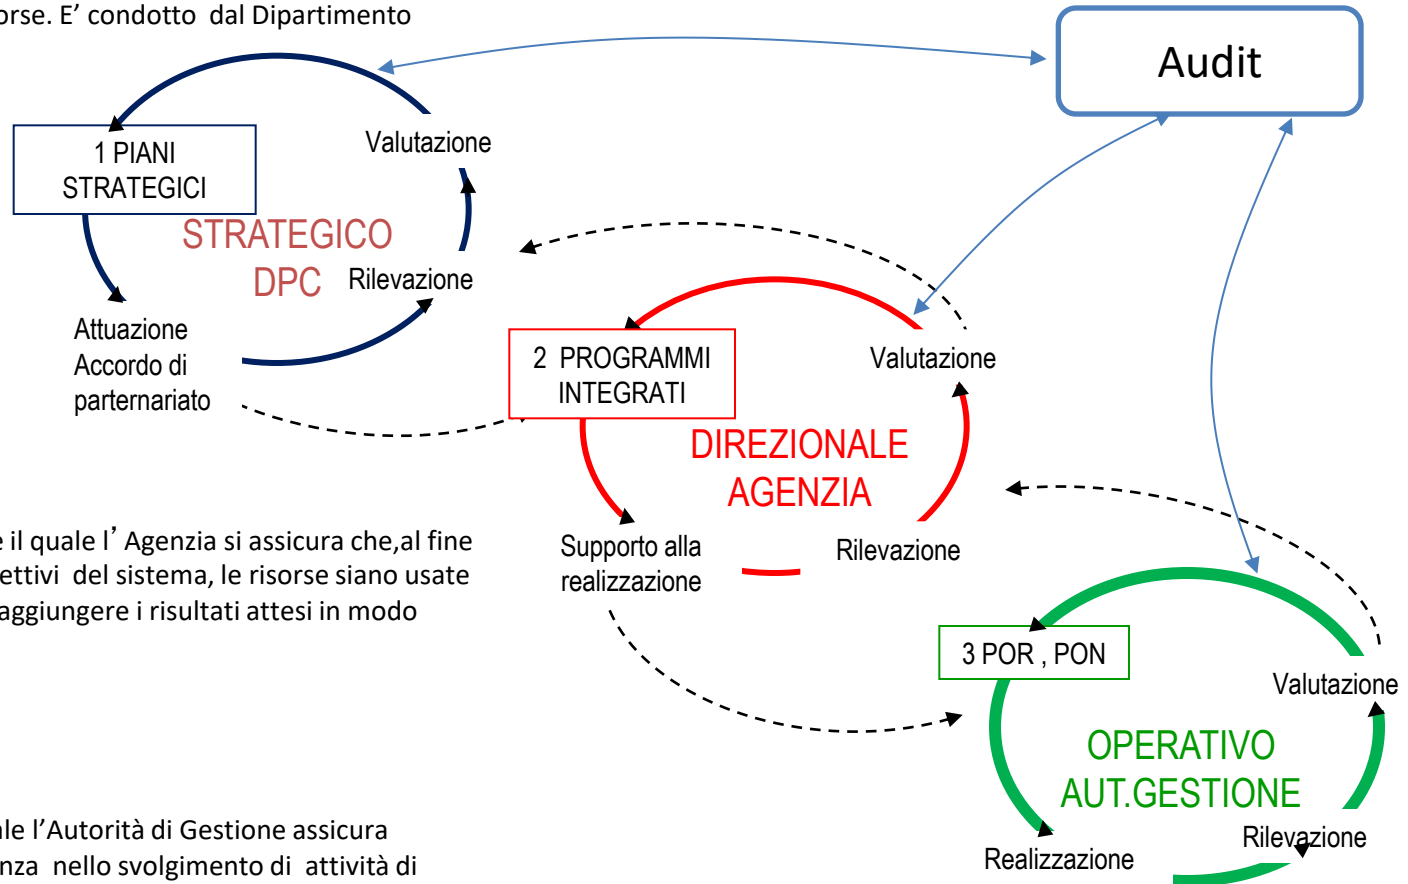 orse. E’ condotto dal Dipartimento
Audit
Valutazione
1 PIANI
STRATEGICI
STRATEGICO
DPC
Rilevazione
Attuazione
Accordo di
parternariato
2 PROGRAMMI
INTEGRATI
Valutazione
DIREZIONALE
AGENZIA
Supporto alla
realizzazione
Rilevazione
e il quale l’ Agenzia si assicura che,al fine
ettivi del sistema, le risorse siano usate
aggiungere i risultati attesi in modo
3 POR , PON
Valutazione
OPERATIVO
AUT.GESTIONE
Rilevazione
Realizzazione
ale l’Autorità di Gestione assicura
nza nello svolgimento di attività di